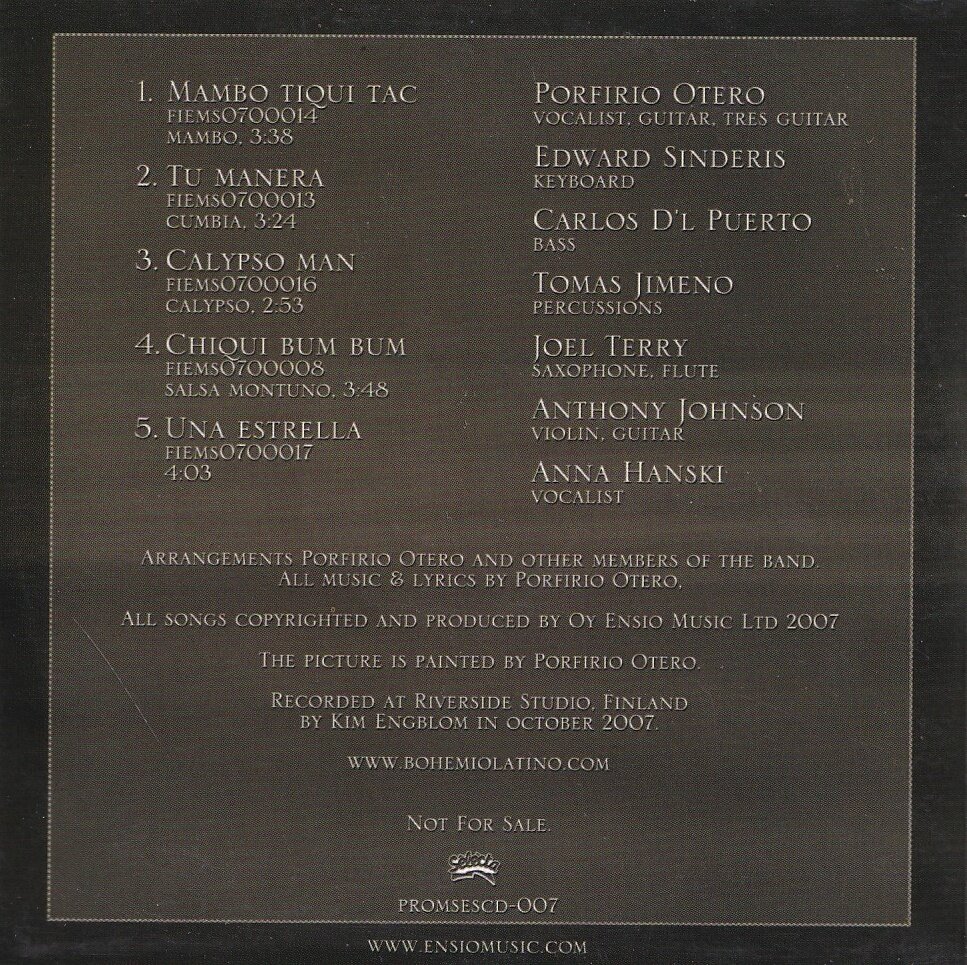 1. Mambo tiqui tac
FIEMS0700014
Mambo, 3:38
2. Tu manera
FIEMS0700013
Cumbia, 3:24
3. Calypso man
FIEMS0700016
Calypso, 2:53
4. Chiqui bum bum
FIEMS0700008
Salsa montuno, 3:48
5. Una estrella
FIEMS0700017
4:03
Porfirio Otero
vocalist, guitar, tres guitar
Edward Sinderis
keyboard
Carlos D'l Puerto
bass
Tomas Jimeno
percussions
Joel Terry
saxophone, flute
Anthony Johnson
violin, guitar
Anna Hanski
vocalist
Arrangements Porfirio Otero and other members of the band.
All music & lyrics by Porfirio Otero,
All songs copyrighted and produced by Oy Ensio Music Ltd 2007
The picture is painted by Porfirio Otero.
Recorded at Riverside Studio, Finland
by Kim Engblom in october 2007.
www.bohemiolatino.com
Not For Sale.
Selecta
PROMSESCD-007
www.ensiomusic.com